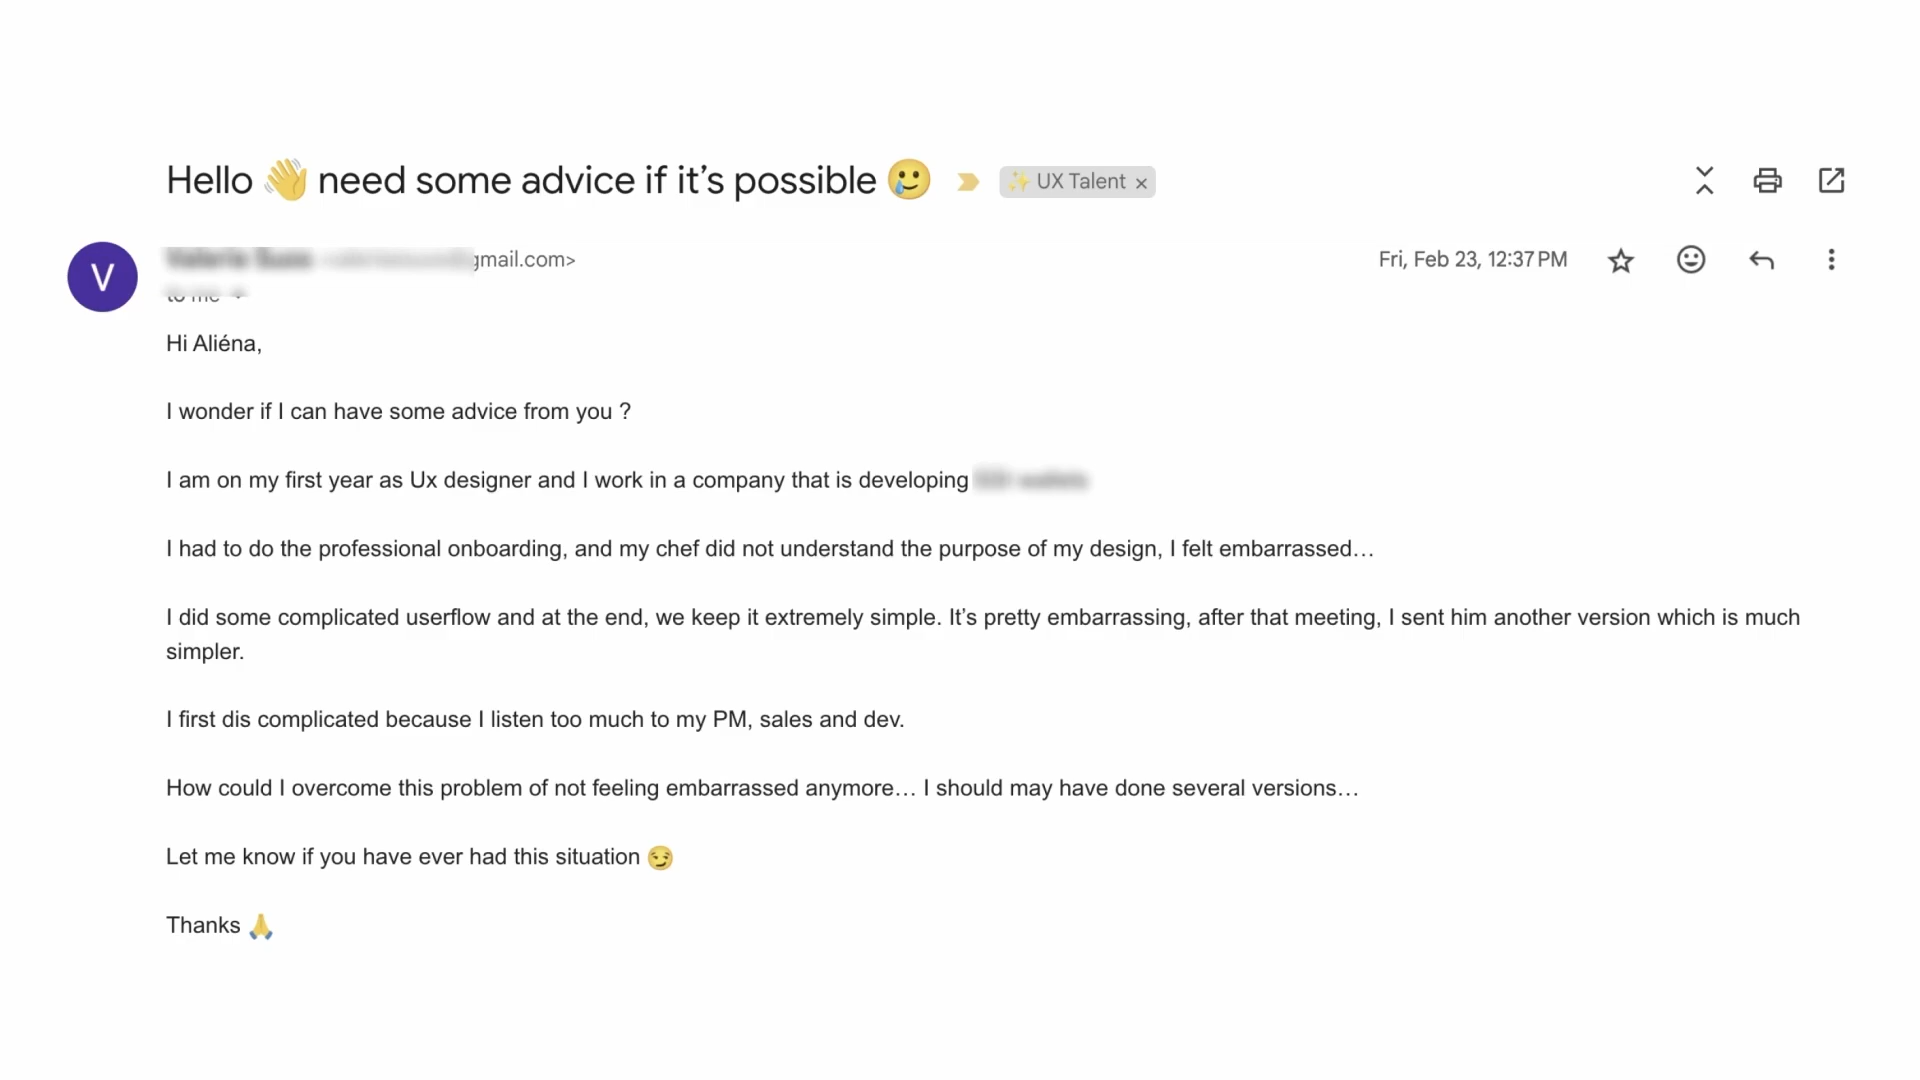 Hello 👋 need some advice if it’s possible 🥲 ✨ UX Talent ×
V
gmail.com>
Fri, Feb 23, 12:37 PM
to me
Hi Aliéna,
I wonder if I can have some advice from you ?
I am on my first year as Ux designer and I work in a company that is developing
I had to do the professional onboarding, and my chef did not understand the purpose of my design, I felt embarrassed…
I did some complicated userflow and at the end, we keep it extremely simple. It’s pretty embarrassing, after that meeting, I sent him another version which is much
simpler.
I first dis complicated because I listen too much to my PM, sales and dev.
How could I overcome this problem of not feeling embarrassed anymore… I should may have done several versions…
Let me know if you have ever had this situation 😏
Thanks 🙏